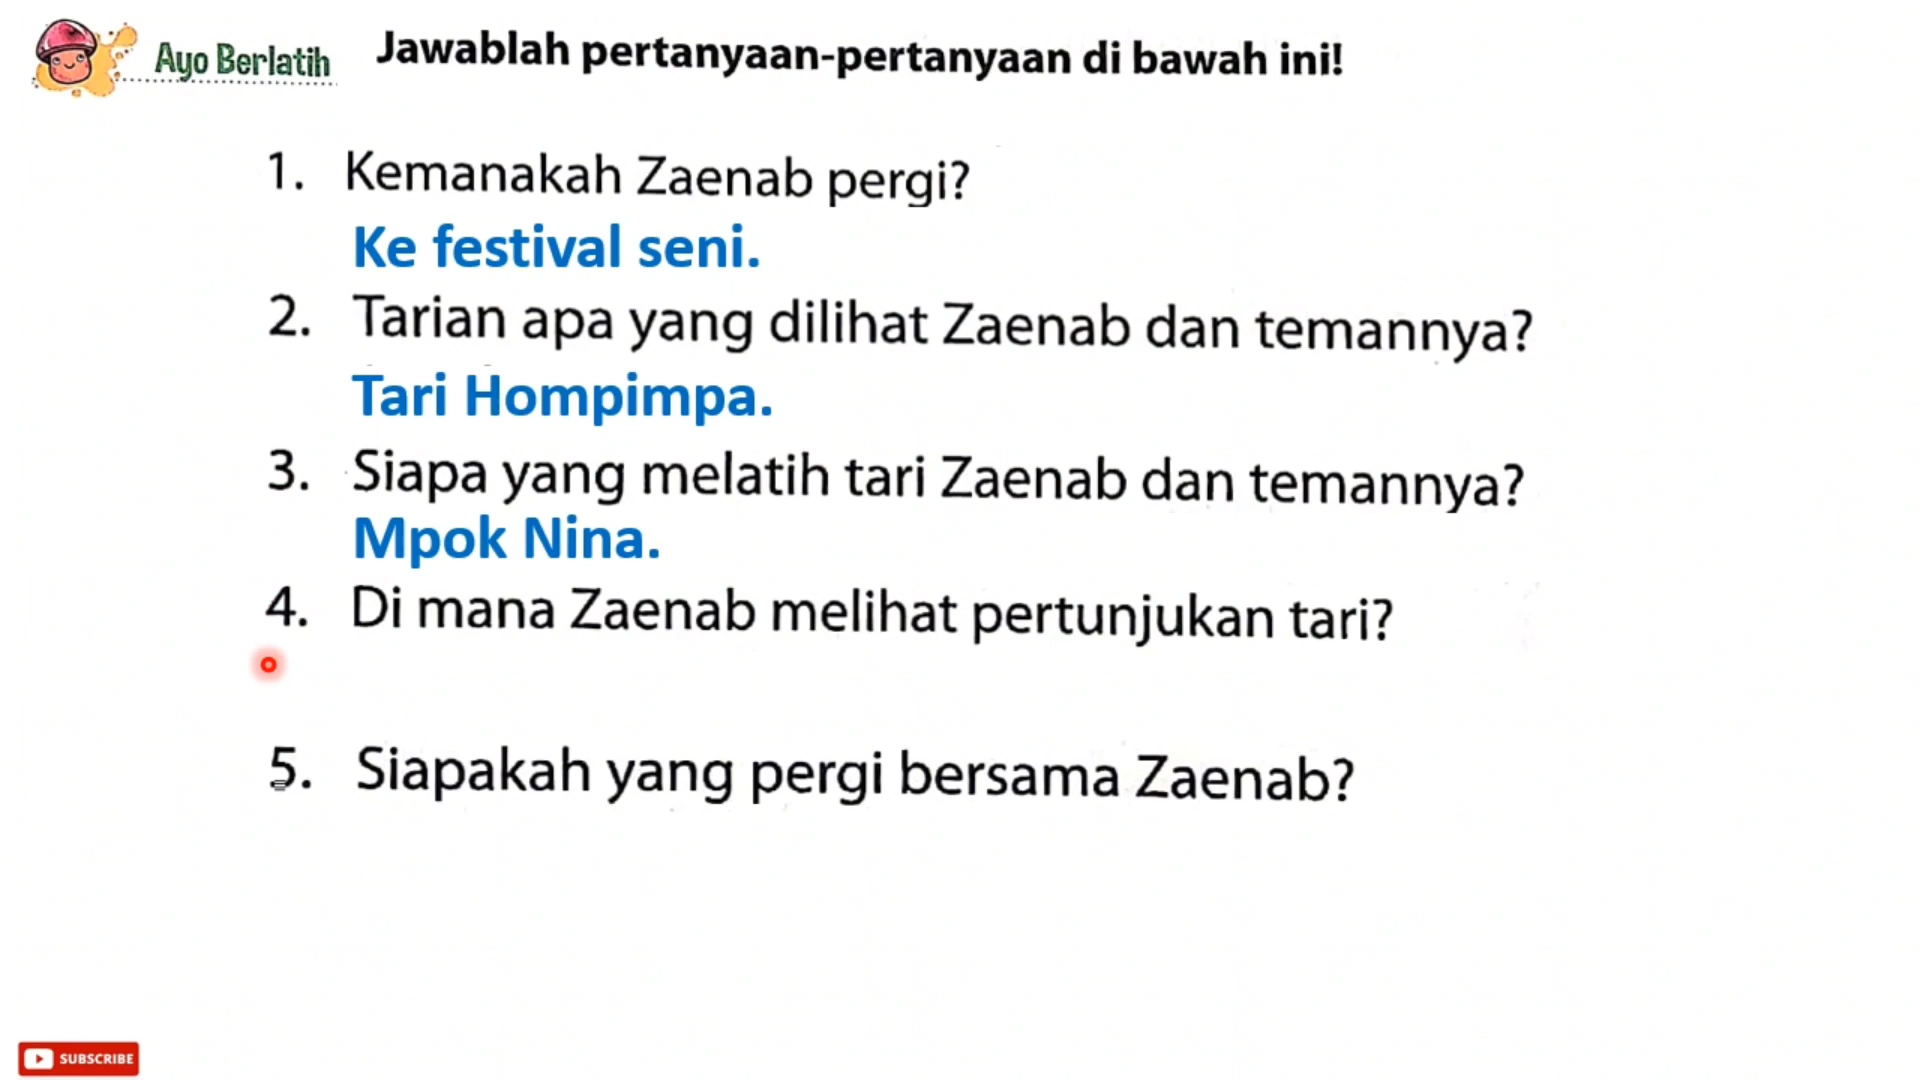 Ayo Berlatih
Jawablah pertanyaan-pertanyaan di bawah ini!
1. Kemanakah Zaenab pergi?
Ke festival seni.
2. Tarian apa yang dilihat Zaenab dan temannya?
Tari Hompimpa.
3. Siapa yang melatih tari Zaenab dan temannya?
Mpok Nina.
4. Di mana Zaenab melihat pertunjukan tari?
5. Siapakah yang pergi bersama Zaenab?
SUBSCRIBE